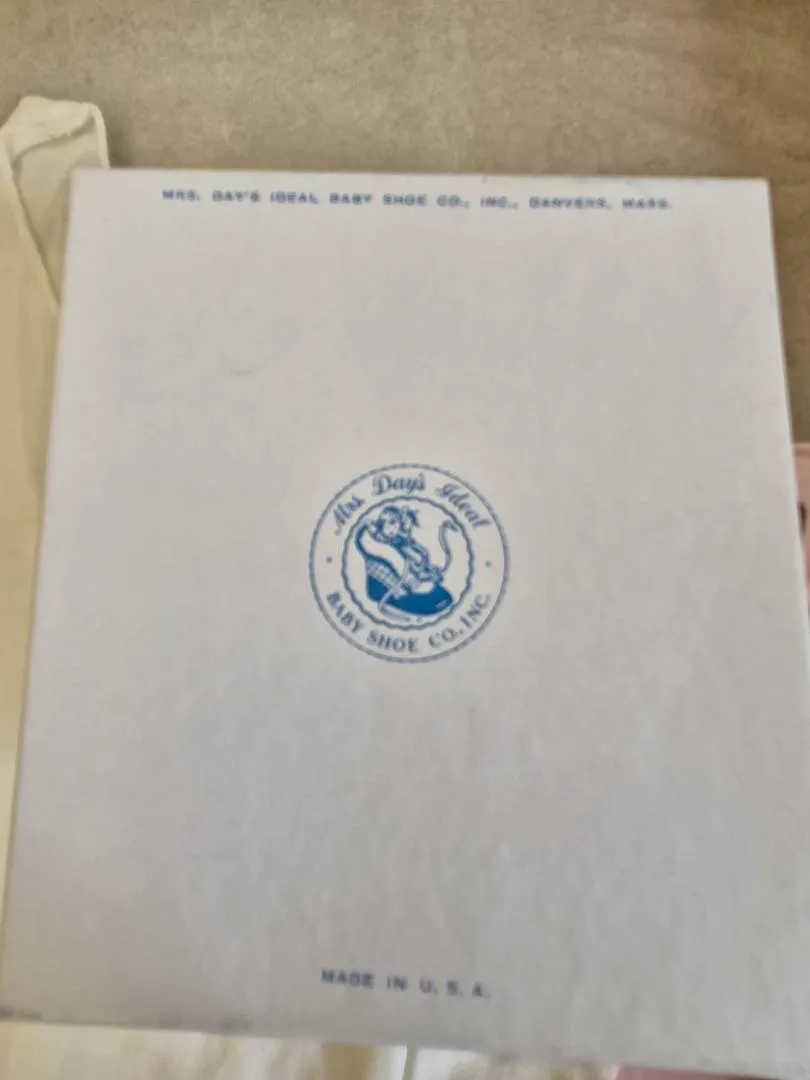 MRS. DAY'S IDEAL BABY SHOE CO., INC., DANVERS, MASS.
Mrs. Day's Ideal
BABY SHOE CO., INC.
MADE IN U. S. A.